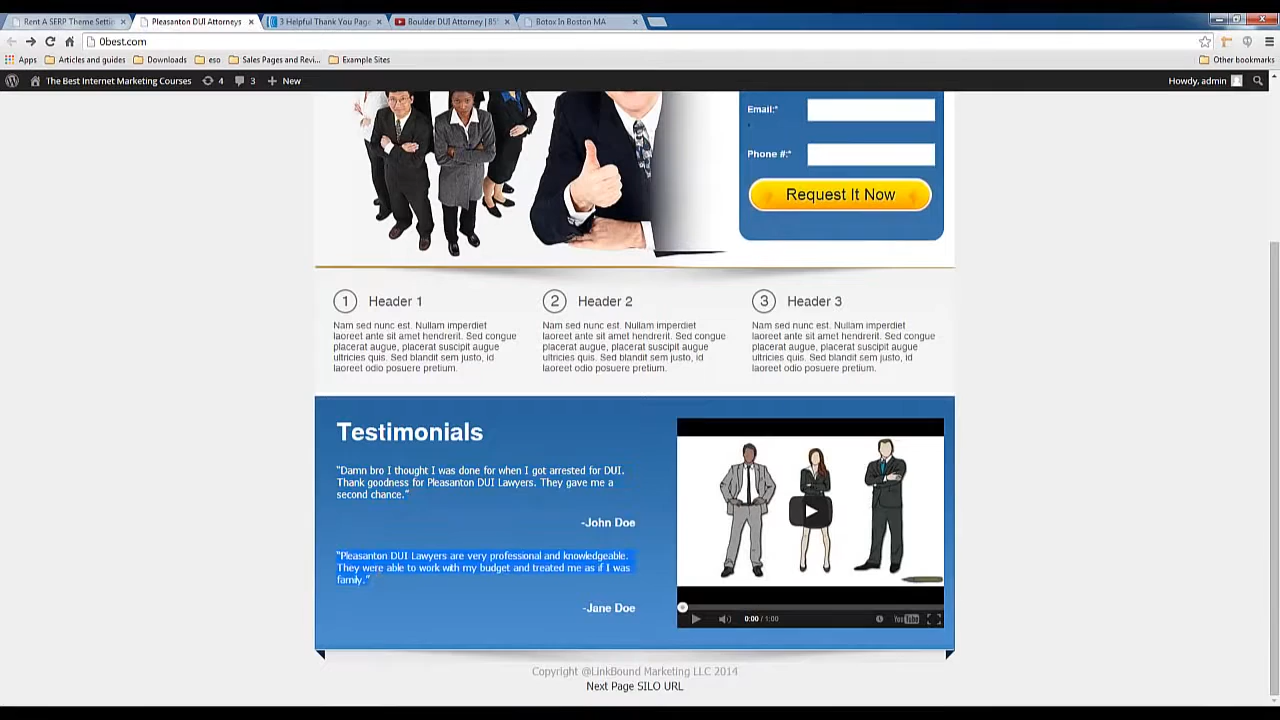 Rent A SERP Theme Settin
Pleasanton DUI Attorneys
3 Helpful Thank You Page
Boulder DUI Attorney | 85
Botox In Boston MA
0best.com
Apps
Articles and guides
Downloads
eso
Sales Pages and Revi...
Example Sites
Other bookmarks
The Best Internet Marketing Courses
4
3
New
Howdy, admin
Email:*
Phone #:*
Request It Now
1 Header 1
Nam sed nunc est. Nullam imperdiet
laoreet ante sit amet hendrerit. Sed congue
placerat augue, placerat suscipit augue
ultricies quis. Sed blandit sem justo, id
laoreet odio posuere pretium.
2 Header 2
Nam sed nunc est. Nullam imperdiet
laoreet ante sit amet hendrerit. Sed congue
placerat augue, placerat suscipit augue
ultricies quis. Sed blandit sem justo, id
laoreet odio posuere pretium.
3 Header 3
Nam sed nunc est. Nullam imperdiet
laoreet ante sit amet hendrerit. Sed congue
placerat augue, placerat suscipit augue
ultricies quis. Sed blandit sem justo, id
laoreet odio posuere pretium.
Testimonials
"Damn bro I thought I was done for when I got arrested for DUI.
Thank goodness for Pleasanton DUI Lawyers. They gave me a
second chance."
-John Doe
"Pleasanton DUI Lawyers are very professional and knowledgeable.
They were able to work with my budget and treated me as if I was
family."
-Jane Doe
0:00 / 1:00
YouTube
Copyright @LinkBound Marketing LLC 2014
Next Page SILO URL